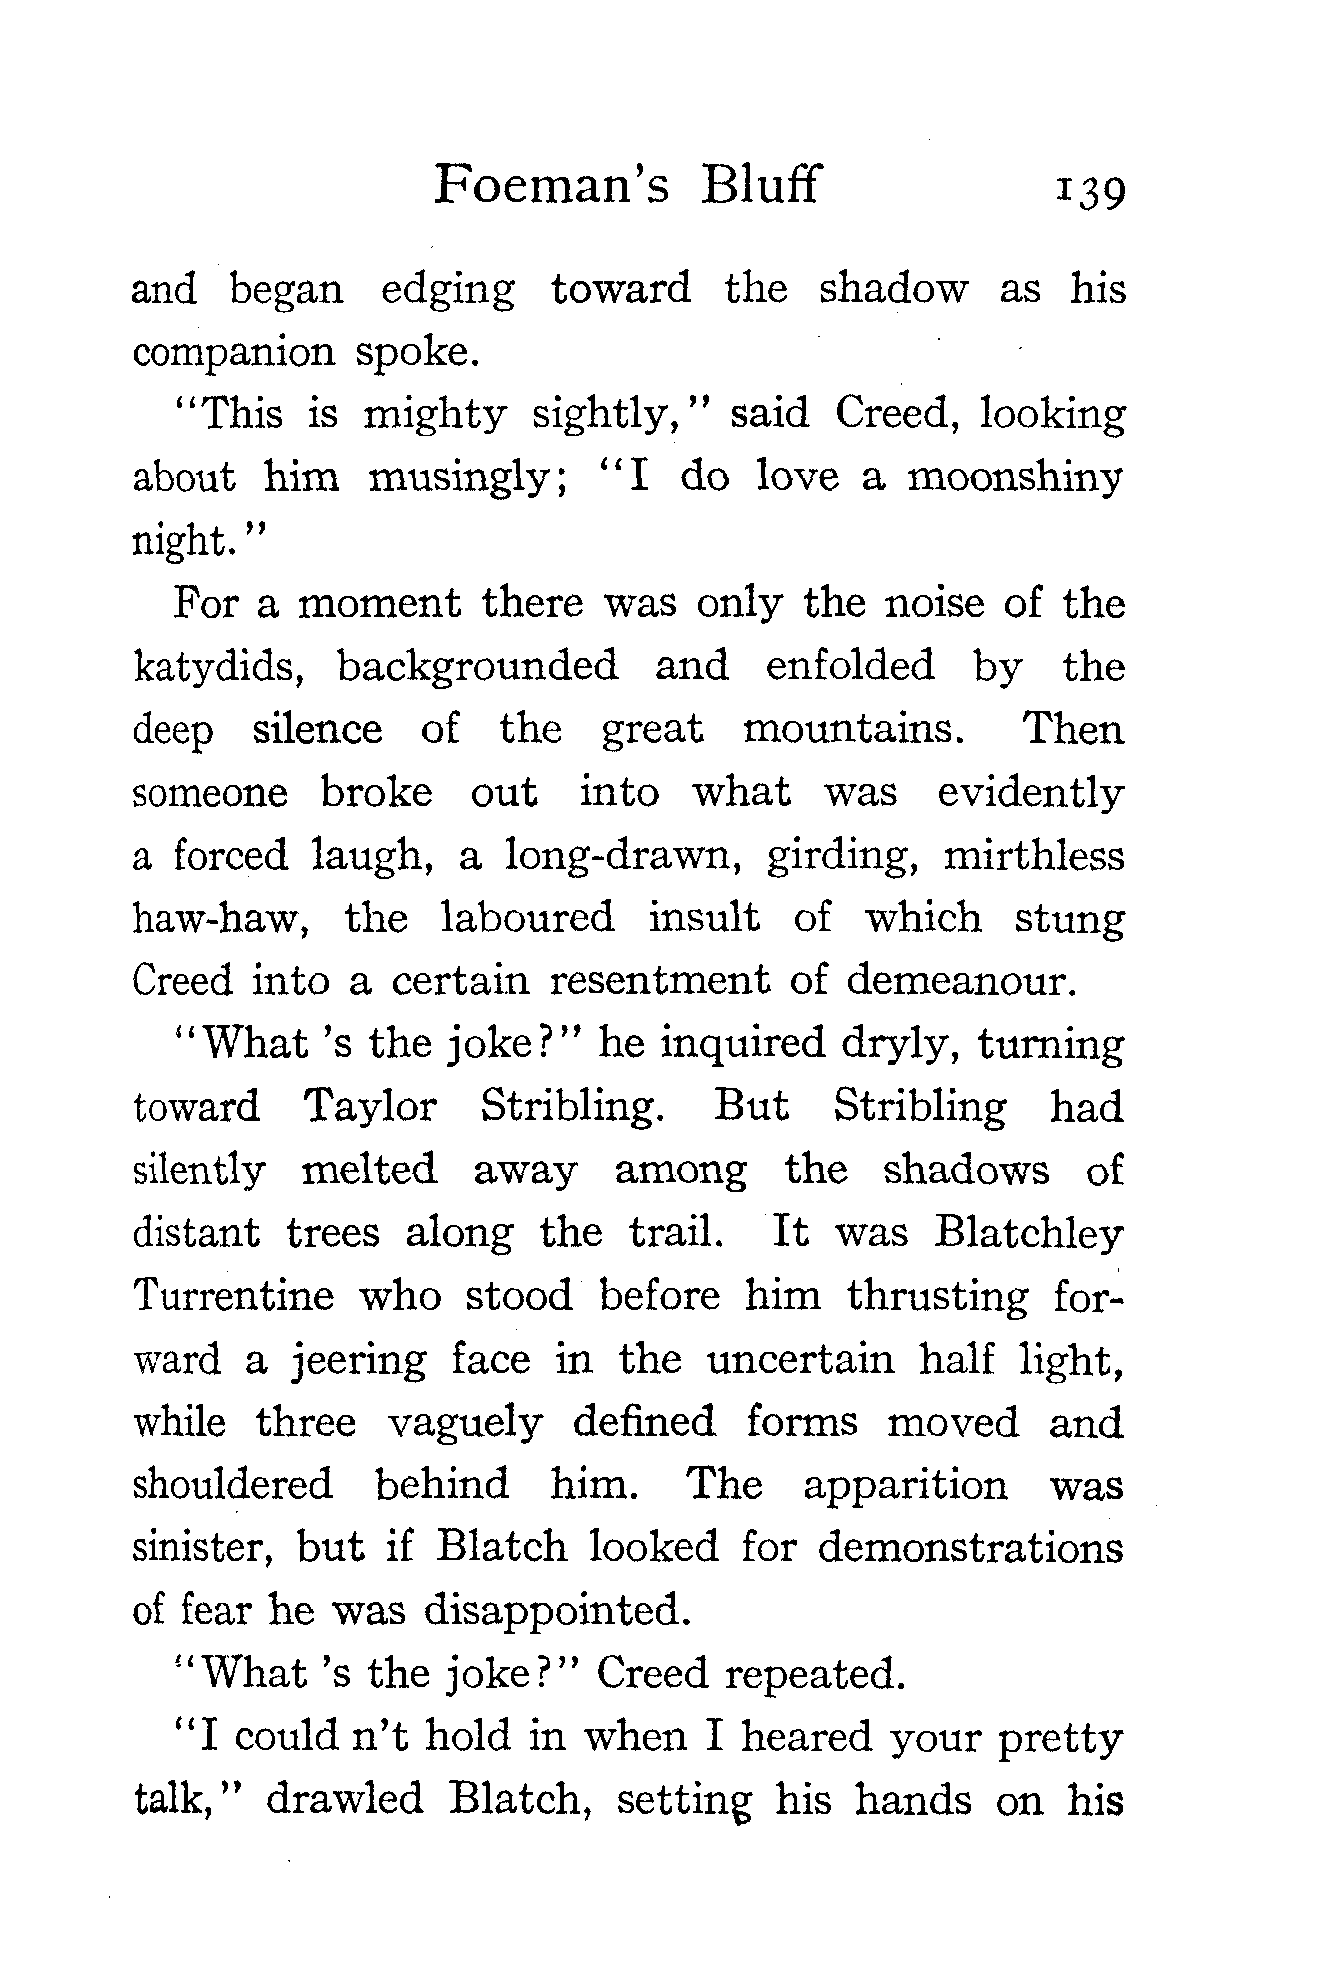 Foeman's Bluff 139
and began edging toward the shadow as his
companion spoke.
"This is mighty sightly," said Creed, looking
about him musingly; "I do love a moonshiny
night."
For a moment there was only the noise of the
katydids, backgrounded and enfolded by the
deep silence of the great mountains. Then
someone broke out into what was evidently
a forced laugh, a long-drawn, girding, mirthless
haw-haw, the laboured insult of which stung
Creed into a certain resentment of demeanour.
"What 's the joke?" he inquired dryly, turning
toward Taylor Stribling. But Stribling had
silently melted away among the shadows of
distant trees along the trail. It was Blatchley
Turrentine who stood before him thrusting for-
ward a jeering face in the uncertain half light,
while three vaguely defined forms moved and
shouldered behind him. The apparition was
sinister, but if Blatch looked for demonstrations
of fear he was disappointed.
"What 's the joke?" Creed repeated.
"I could n't hold in when I heared your pretty
talk," drawled Blatch, setting his hands on his